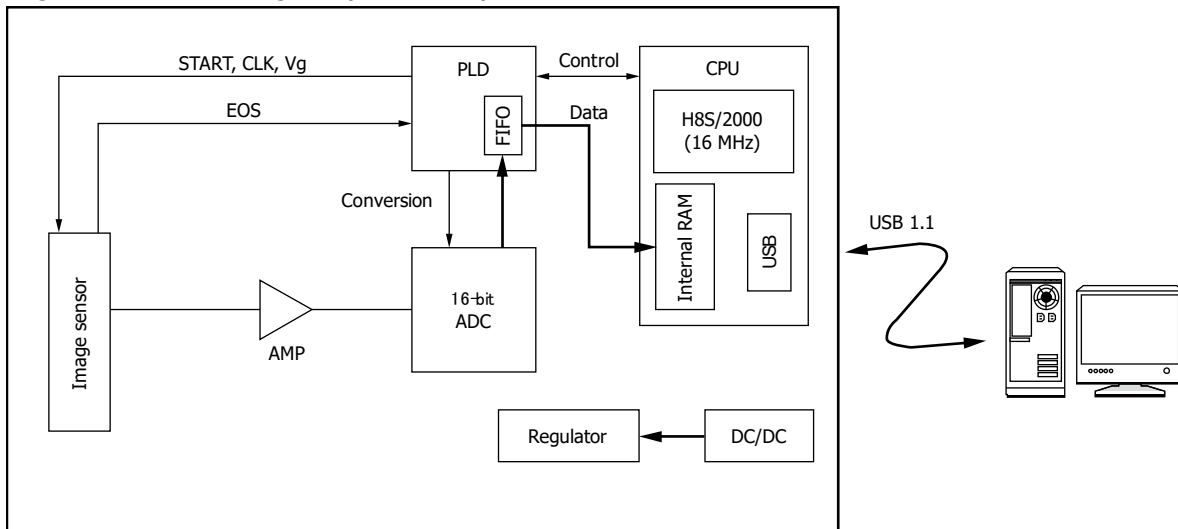 START, CLK, Vg
EOS
PLD
FIFO
Control
Data
CPU
H8S/2000
(16 MHz)
Internal RAM
USB
Conversion
USB 1.1
Image sensor
AMP
16-bit
ADC
Regulator
DC/DC